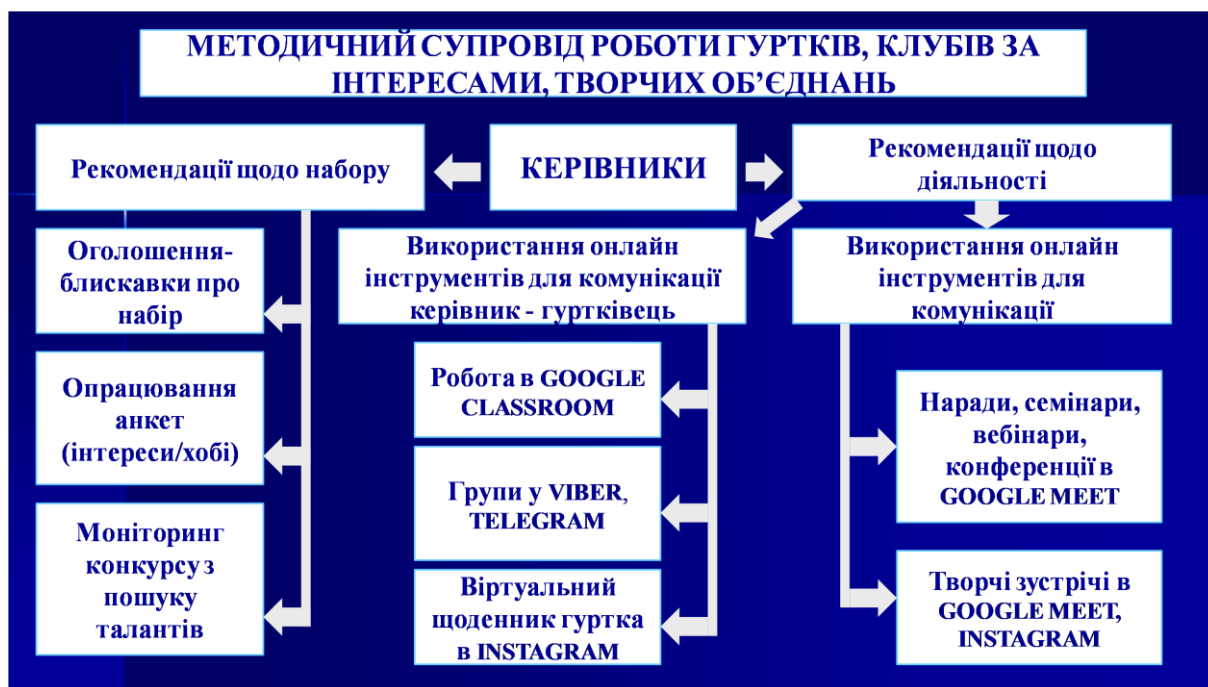 МЕТОДИЧНИЙ СУПРОВІД РОБОТИ ГУРТКІВ, КЛУБІВ ЗА
ІНТЕРЕСАМИ, ТВОРЧИХ ОБ’ЄДНАНЬ
Рекомендації щодо набору
КЕРІВНИКИ
Рекомендації щодо
діяльності
Оголошення-
блискавки про
набір
Опрацювання
анкет
(інтереси/хобі)
Моніторинг
конкурсу з
пошуку
талантів
Використання онлайн
інструментів для комунікації
керівник - гуртківець
Робота в GOOGLE
CLASSROOM
Групи у VIBER,
TELEGRAM
Віртуальний
щоденник гуртка
в INSTAGRAM
Використання онлайн
інструментів для
комунікації
Наради, семінари,
вебінари,
конференції в
GOOGLE MEET
Творчі зустрічі в
GOOGLE MEET,
INSTAGRAM